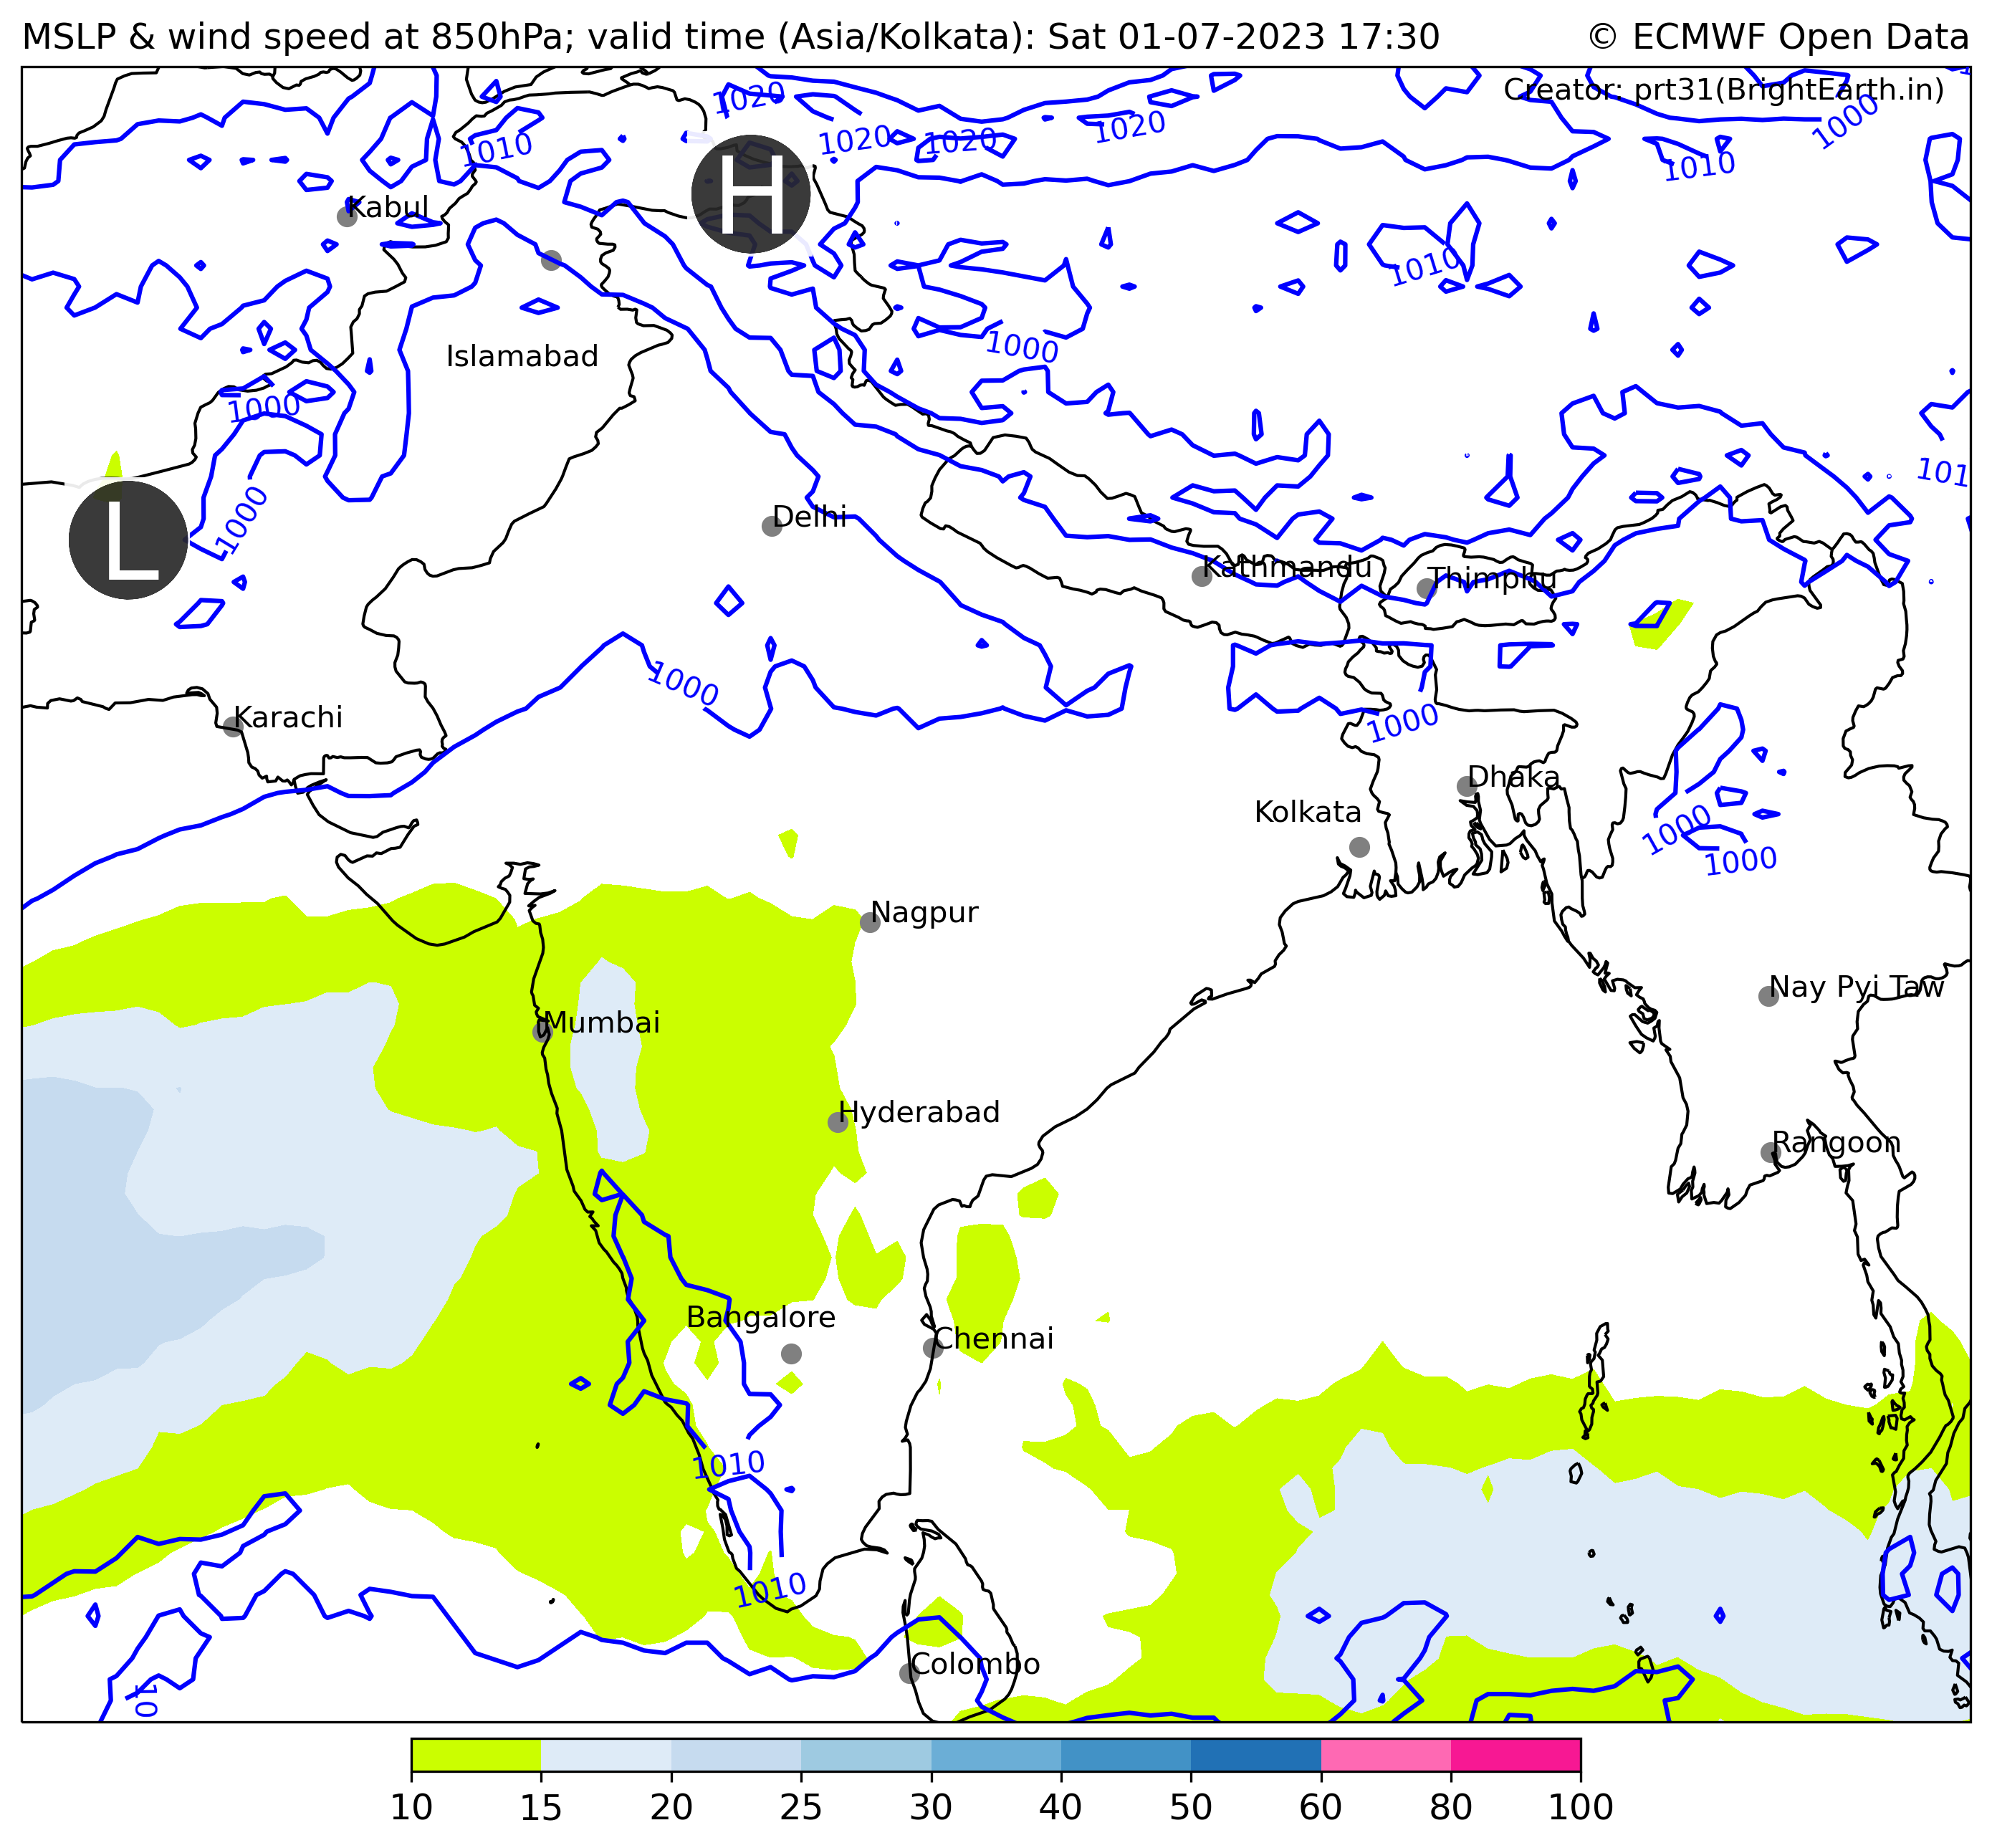 MSLP & wind speed at 850hPa; valid time (Asia/Kolkata): Sat 01-07-2023 17:30
© ECMWF Open Data
Creator: prt31(BrightEarth.in)
1020
1000
1020
1020
1020
1010
1010
H
Kabul
1010
1000
Islamabad
1000
101
L
1000
Delhi
Kathmandu
Thimphu
1000
Karachi
1000
Dhaka
Kolkata
1000
1000
Nagpur
Nay Pyi Taw
Mumbai
Hyderabad
Rangoon
Bangalore
Chennai
1010
1010
Colombo
10
10 15 20 25 30 40 50 60 80 100